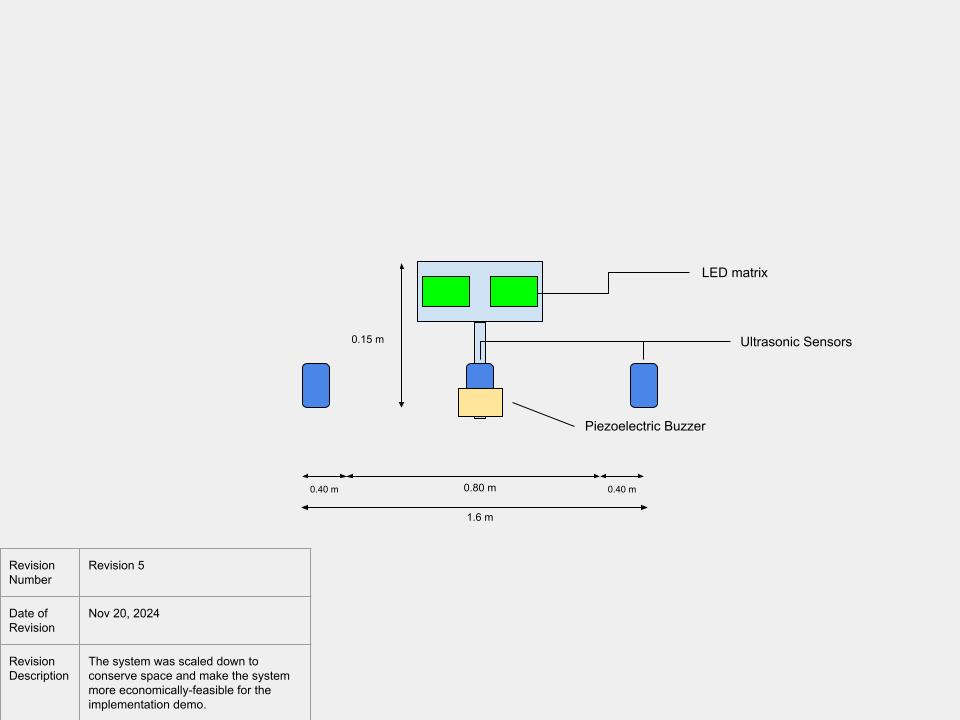 LED matrix
0.15 m
Ultrasonic Sensors
Piezoelectric Buzzer
0.40 m
0.80 m
0.40 m
1.6 m
Revision
Number
Revision 5
Date of
Revision
Nov 20, 2024
Revision
Description
The system was scaled down to
conserve space and make the system
more economically-feasible for the
implementation demo.